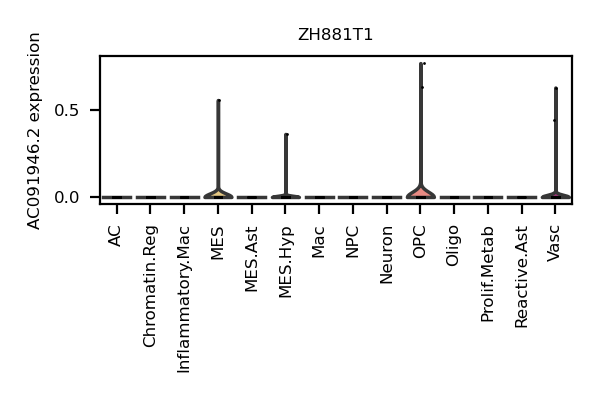 ZH881T1
AC091946.2 expression
0.5
0.0
AC
Chromatin.Reg
Inflammatory.Mac
MES
MES.Ast
MES.Hyp
Mac
NPC
Neuron
OPC
Oligo
Prolif.Metab
Reactive.Ast
Vasc